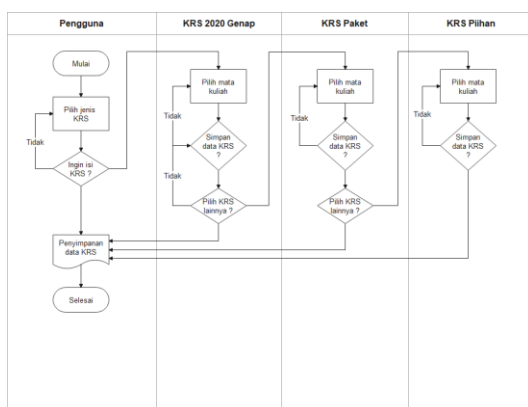 Pengguna
KRS 2020 Genap
KRS Paket
KRS Plihan
Mulai
Pilih jenis
KRS
Tidak
Ingin isi
KRS ?
Penyimpanan
data KRS
Selesai
Pilih mata
kuliah
Tidak
Simpan
data KRS
?
Tidak
Pilih KRS
lainnya ?
Pilih mata
kuliah
Tidak
Simpan
data KRS
?
Pilih KRS
lainnya ?
Pilih mata
kuliah
Tidak
Simpan
data KRS
?